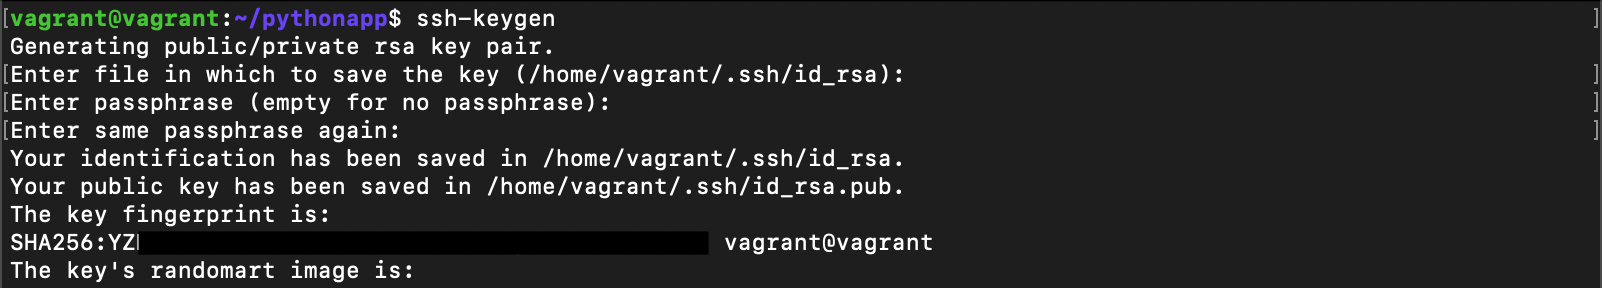 [vagrant@vagrant:~/pythonapp$ ssh-keygen ]
Generating public/private rsa key pair.
[Enter file in which to save the key (/home/vagrant/.ssh/id_rsa): ]
[Enter passphrase (empty for no passphrase): ]
[Enter same passphrase again: ]
Your identification has been saved in /home/vagrant/.ssh/id_rsa.
Your public key has been saved in /home/vagrant/.ssh/id_rsa.pub.
The key fingerprint is:
SHA256:YZ vagrant@vagrant
The key's randomart image is: